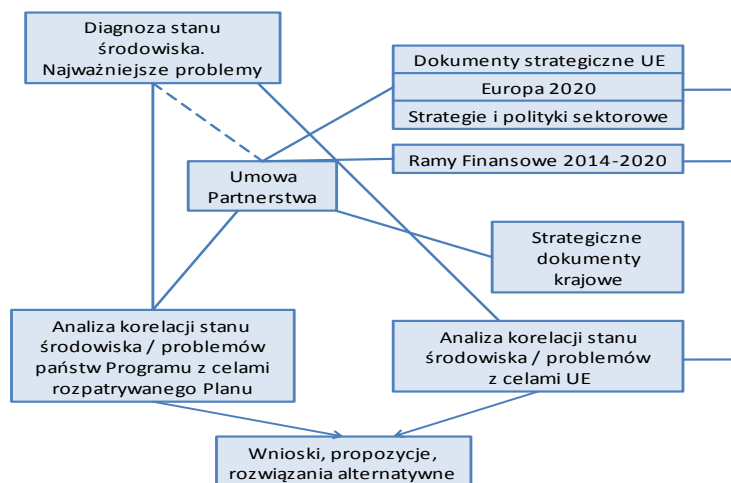 Diagnoza stanu
środowiska.
Najważniejsze problemy
Dokumenty strategiczne UE
Europa 2020
Strategie i polityki sektorowe
Ramy Finansowe 2014-2020
Umowa
Partnerstwa
Strategiczne
dokumenty
krajowe
Analiza korelacji stanu
środowiska / problemów
państw Programu z celami
rozpatrywanego Planu
Analiza korelacji stanu
środowiska / problemów
z celami UE
Wnioski, propozycje,
rozwiązania alternatywne